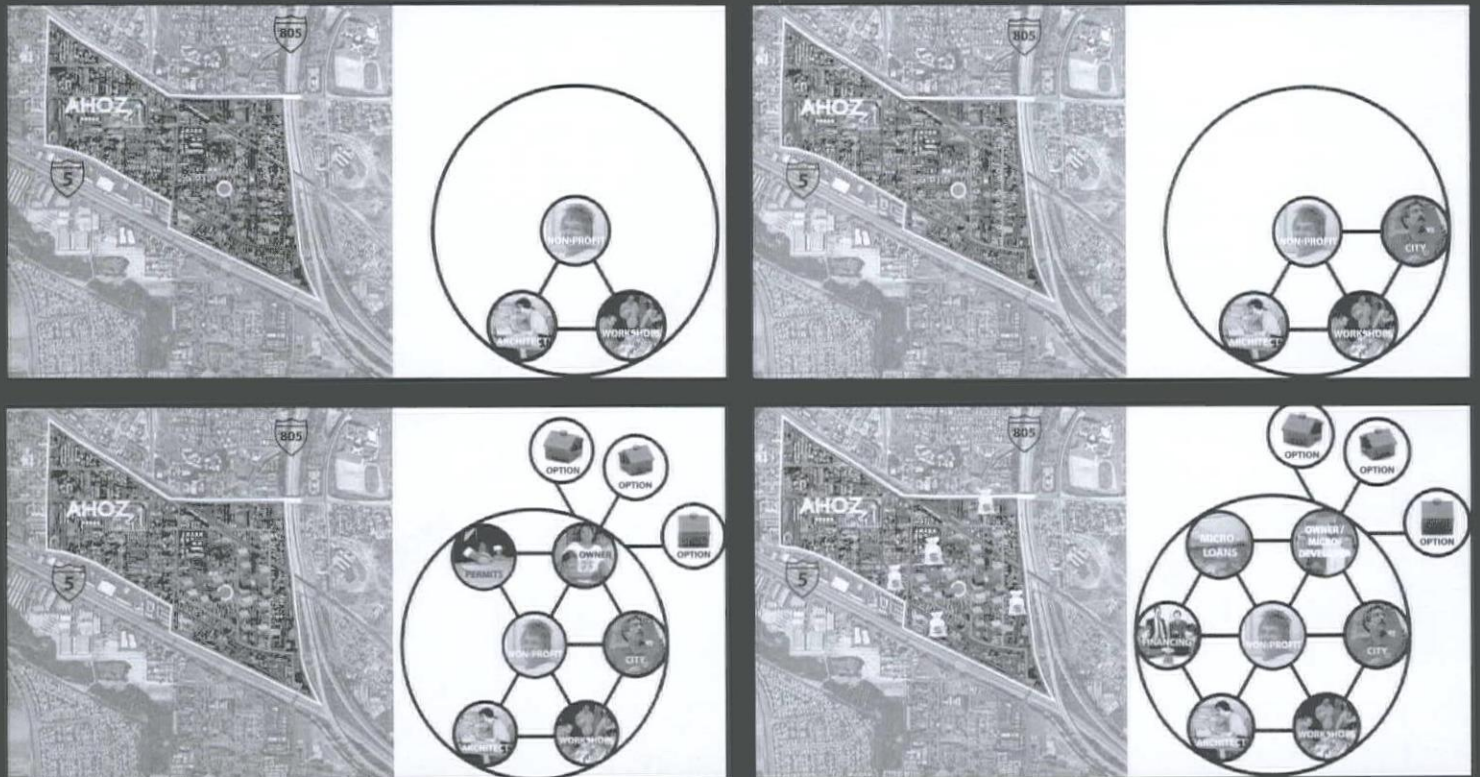 805
AHOZ
5
NON-PROFIT
ARCHITECT
WORKSHOPS
805
AHOZ
5
NON-PROFIT
CITY
ARCHITECT
WORKSHOPS
805
AHOZ
5
OPTION
OPTION
OPTION
PERMITS
OWNER
NON-PROFIT
CITY
ARCHITECT
WORKSHOPS
805
AHOZ
5
OPTION
OPTION
OPTION
MICRO
LOANS
OWNER /
MICRO
DEVELOPER
FINANCING
NON-PROFIT
CITY
ARCHITECT
WORKSHOPS